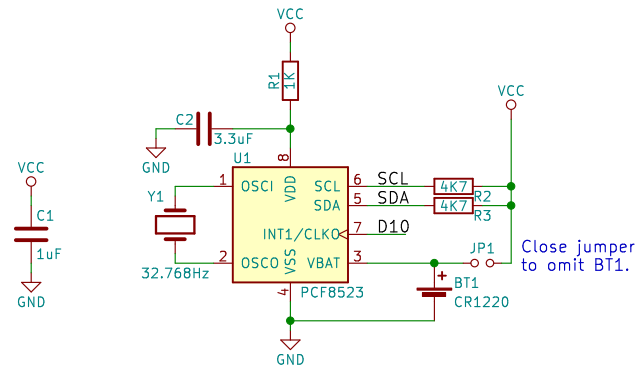 VCC
R1
1K
VCC
C2
3.3uF
GND
U1
8
VDD
1
OSCI
SCL
6
SCL
4K7
R2
SDA
5
SDA
4K7
R3
Y1
INT1/CLKO
7
D10
VCC
C1
1uF
GND
32.768Hz
2
OSCO
VSS
VBAT
3
JP1
Close jumper
to omit BT1.
4
PCF8523
+
BT1
CR1220
GND